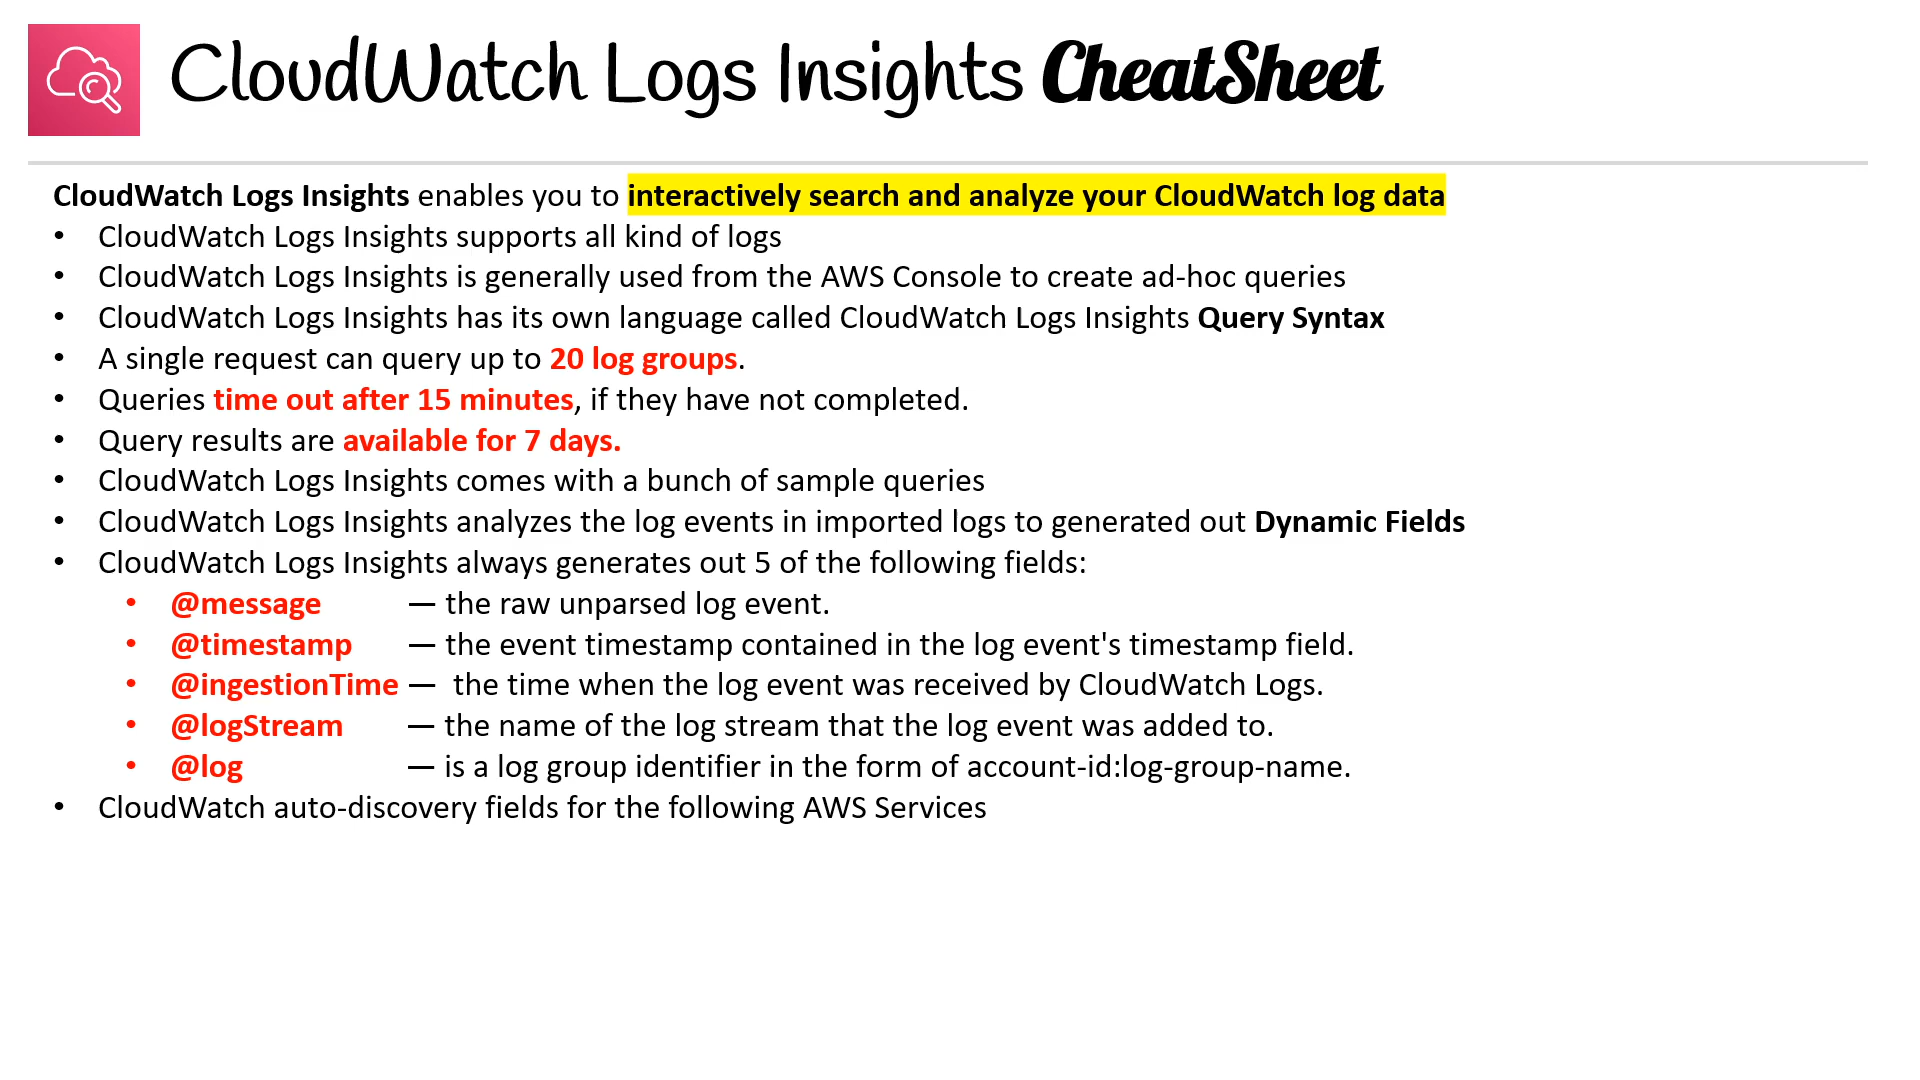 CloudWatch Logs Insights CheatSheet
CloudWatch Logs Insights enables you to interactively search and analyze your CloudWatch log data
• CloudWatch Logs Insights supports all kind of logs
• CloudWatch Logs Insights is generally used from the AWS Console to create ad-hoc queries
• CloudWatch Logs Insights has its own language called CloudWatch Logs Insights Query Syntax
• A single request can query up to 20 log groups.
• Queries time out after 15 minutes, if they have not completed.
• Query results are available for 7 days.
• CloudWatch Logs Insights comes with a bunch of sample queries
• CloudWatch Logs Insights analyzes the log events in imported logs to generated out Dynamic Fields
• CloudWatch Logs Insights always generates out 5 of the following fields:
• @message — the raw unparsed log event.
• @timestamp — the event timestamp contained in the log event's timestamp field.
• @ingestionTime — the time when the log event was received by CloudWatch Logs.
• @logStream — the name of the log stream that the log event was added to.
• @log — is a log group identifier in the form of account-id:log-group-name.
• CloudWatch auto-discovery fields for the following AWS Services